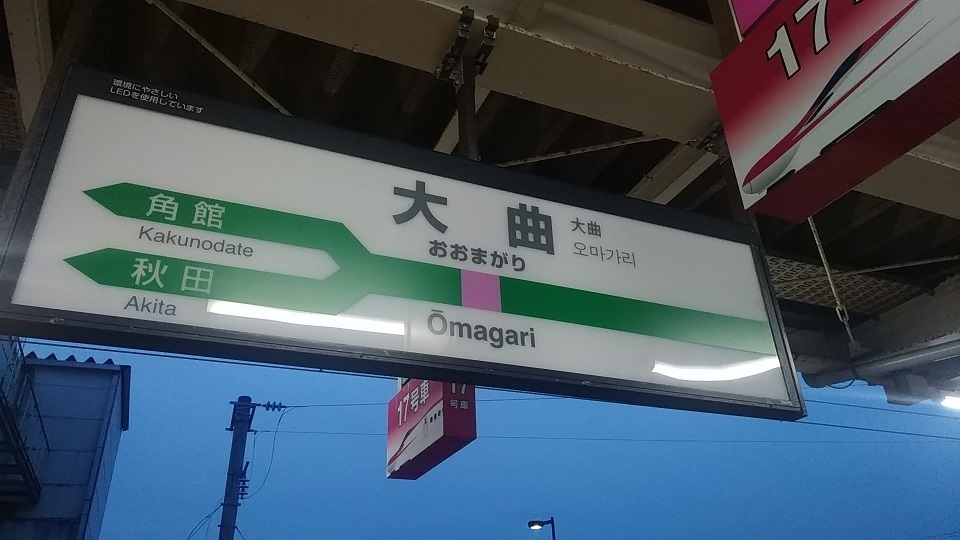 環境にやさしい
LEDを使用しています
角館
Kakunodate
秋田
Akita
大曲
おおまがり
大曲
오마가리
Ōmagari
17
17号車
17
号車